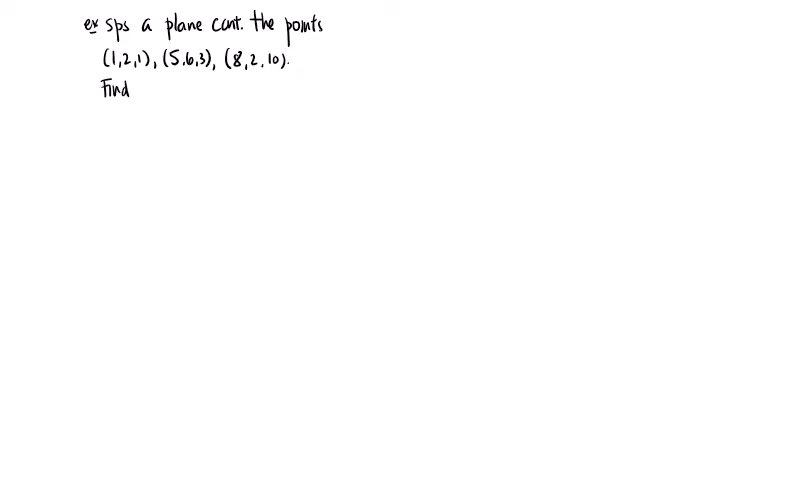 ex sps a plane cont. the points
(1,2,1), (5,6,3), (8,2,10).
Find